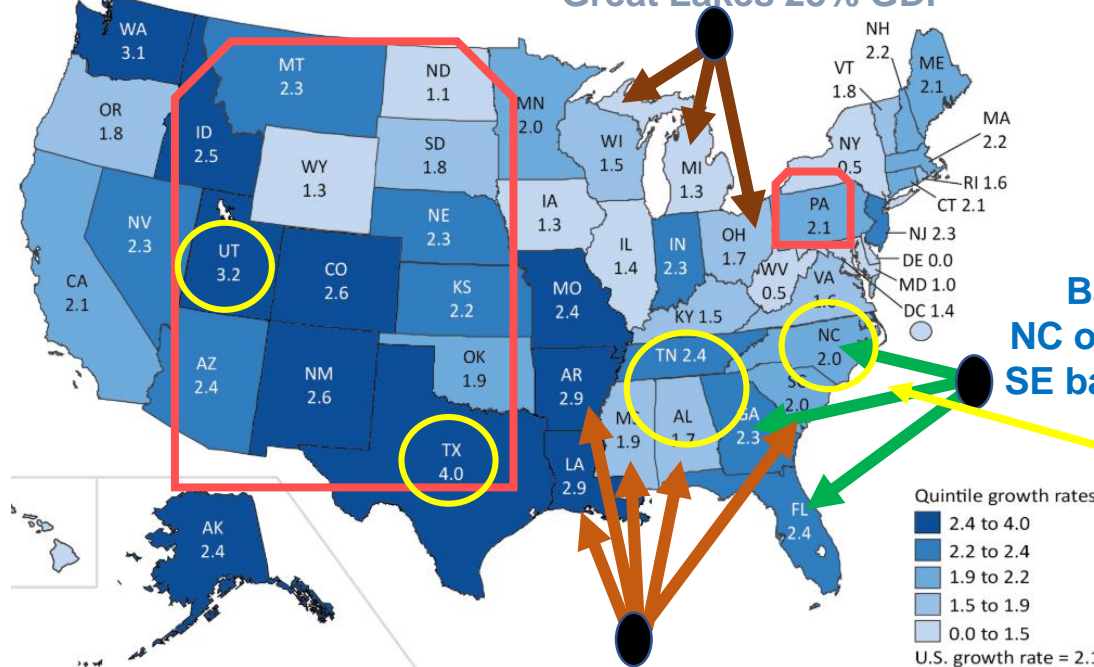 Great Lakes GDP
WA
3.1
MT
2.3
ND
1.1
MN
2.0
NH
2.2
VT
1.8
ME
2.1
OR
1.8
ID
2.5
SD
1.8
WI
1.5
MI
1.3
NY
0.5
MA
2.2
WY
1.3
RI 1.6
CT 2.1
NV
2.3
UT
3.2
NE
2.3
IA
1.3
IL
1.4
IN
2.3
OH
1.7
PA
2.1
NJ 2.3
DE 0.0
MD 1.0
DC 1.4
CA
2.1
CO
2.6
KS
2.2
MO
2.4
WV
0.5
VA
KY 1.5
Ba
NC o
SE ba
AZ
2.4
NM
2.6
OK
1.9
AR
2.9
TN 2.4
NC
2.0
SC
2.0
TX
4.0
LA
2.9
MS
1.9
AL
1.7
GA
2.3
FL
2.4
AK
2.4
Quintile growth rates
2.4 to 4.0
2.2 to 2.4
1.9 to 2.2
1.5 to 1.9
0.0 to 1.5
U.S. growth rate = 2.1